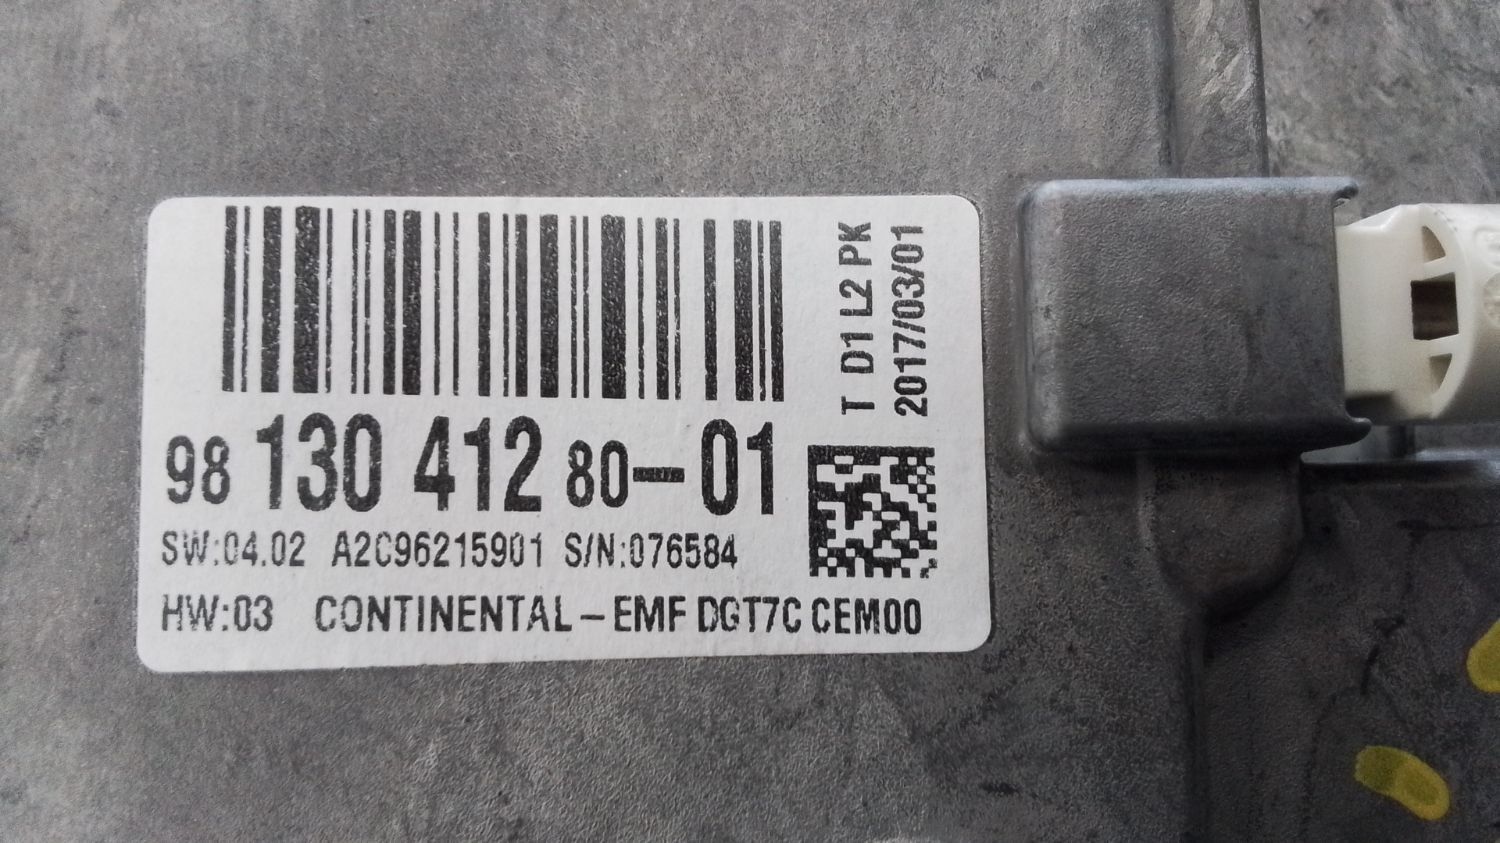 98 130 412 80-01
SW:04.02 A2C96215901 S/N:076584
HW:03 CONTINENTAL-EMF DGT7C CEM00
T D1 L2 PK
2017/03/01